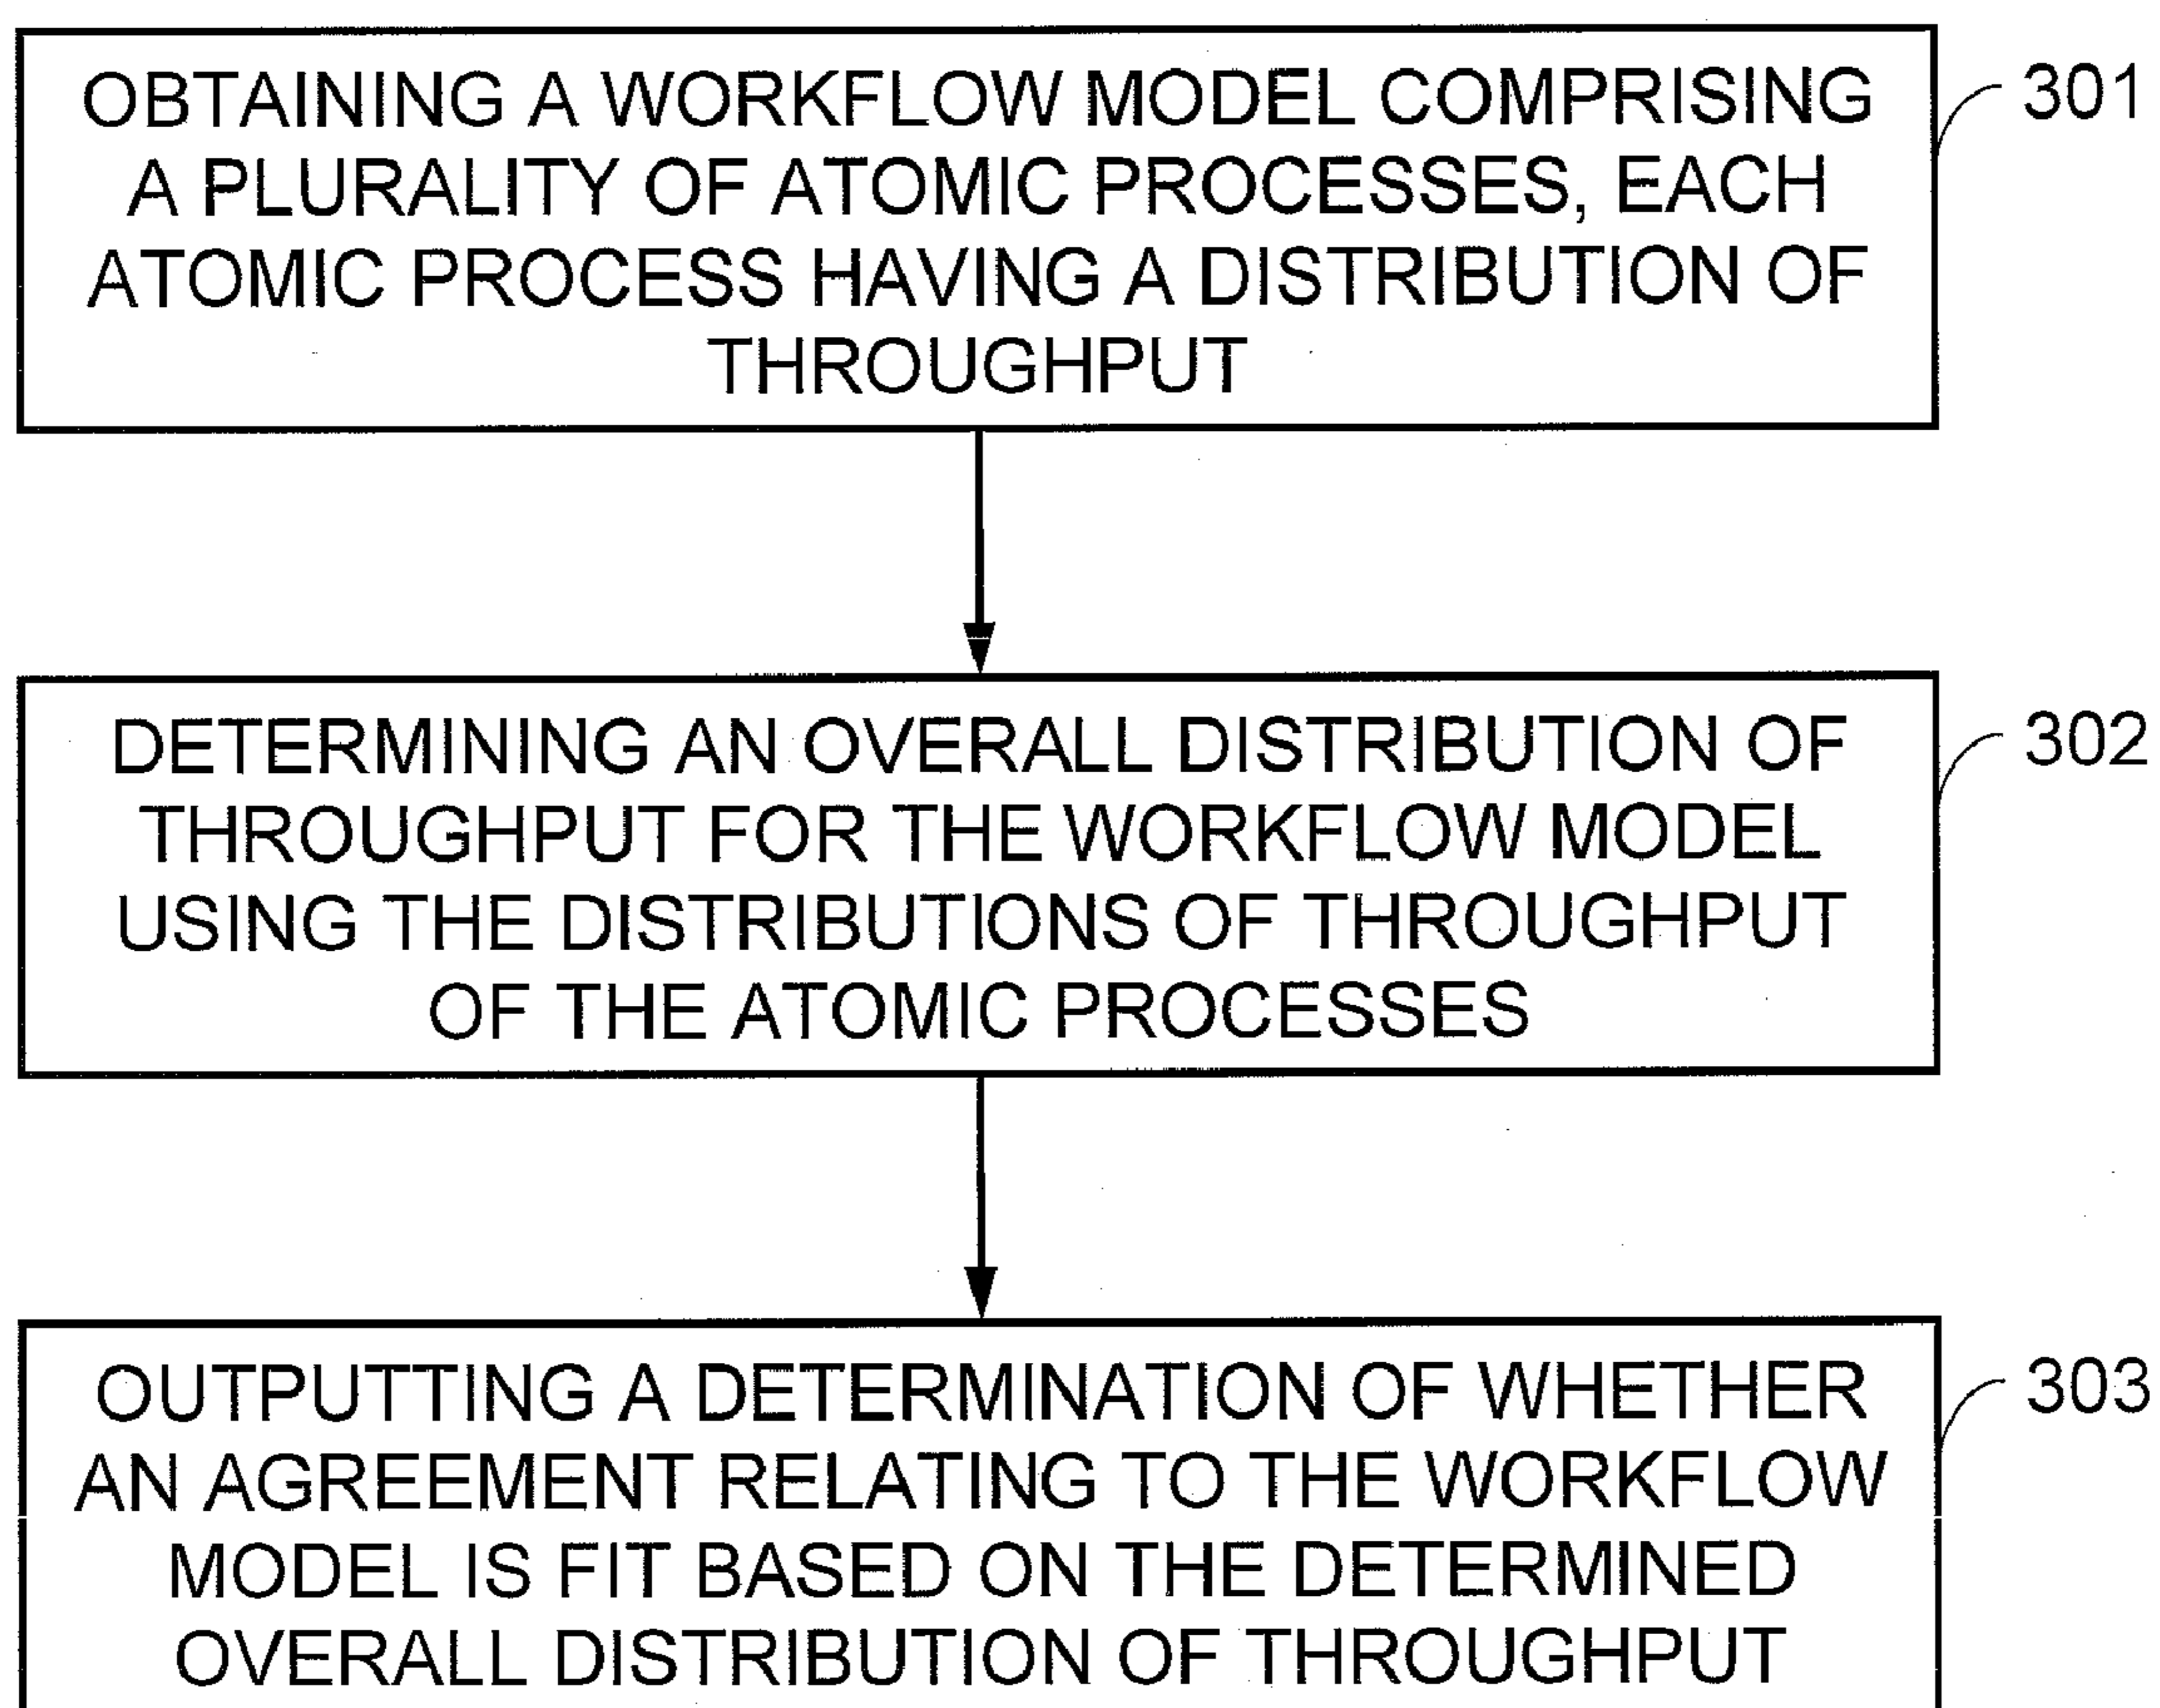 OBTAINING A WORKFLOW MODEL COMPRISING
A PLURALITY OF ATOMIC PROCESSES, EACH
ATOMIC PROCESS HAVING A DISTRIBUTION OF
THROUGHPUT
301
DETERMINING AN OVERALL DISTRIBUTION OF
THROUGHPUT FOR THE WORKFLOW MODEL
USING THE DISTRIBUTIONS OF THROUGHPUT
OF THE ATOMIC PROCESSES
302
OUTPUTTING A DETERMINATION OF WHETHER
AN AGREEMENT RELATING TO THE WORKFLOW
MODEL IS FIT BASED ON THE DETERMINED
OVERALL DISTRIBUTION OF THROUGHPUT
303